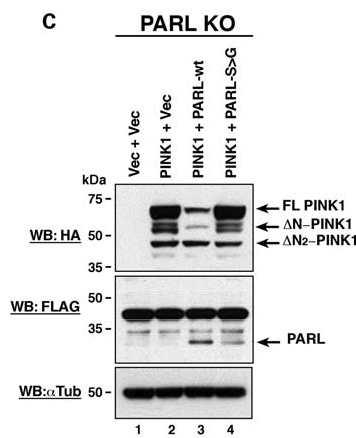 C
PARL KO
Vec + Vec
PINK1 + Vec
PINK1 + PARL-wt
PINK1 + PARL-S>G
kDa
75
FL PINK1
ΔN–PINK1
WB: HA
50
ΔN2–PINK1
35
50
WB: FLAG
35
PARL
WB:αTub
50
1 2 3 4